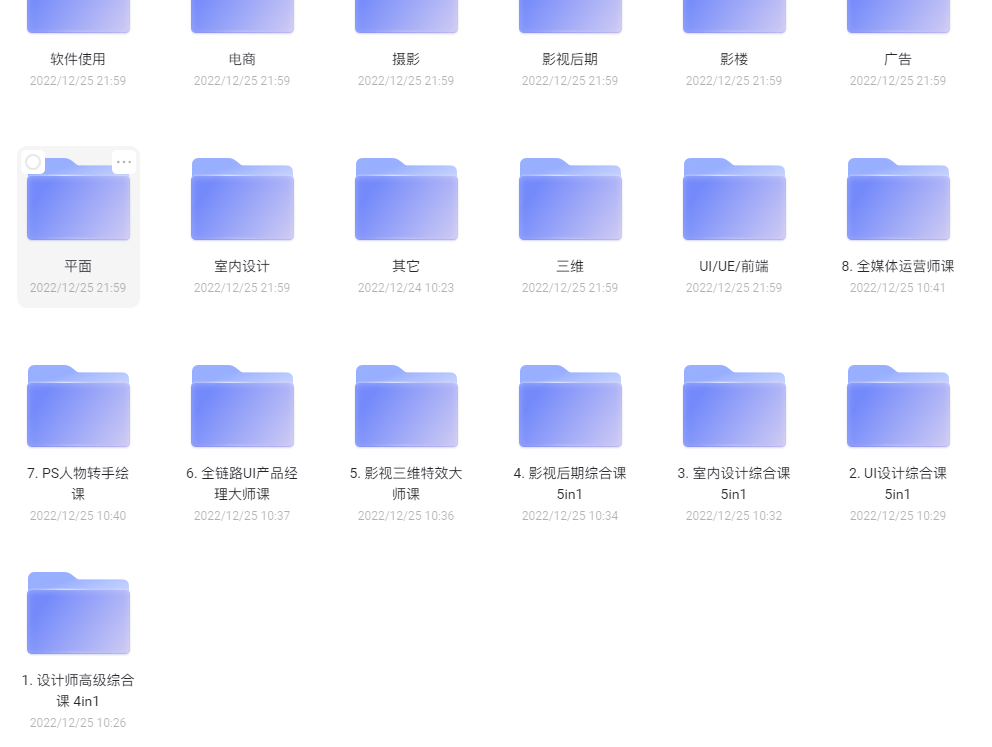 软件使用
电商
摄影
影视后期
影楼
广告
2022/12/25 21:59
2022/12/25 21:59
2022/12/25 21:59
2022/12/25 21:59
2022/12/25 21:59
2022/12/25 21:59
平面
室内设计
其它
三维
UI/UE/前端
8. 全媒体运营师课
2022/12/25 21:59
2022/12/25 21:59
2022/12/24 10:23
2022/12/25 21:59
2022/12/25 21:59
2022/12/25 10:41
7. PS人物转手绘
课
2022/12/25 10:40
6. 全链路UI产品经
理大师课
2022/12/25 10:37
5. 影视三维特效大
师课
2022/12/25 10:36
4. 影视后期综合课
5in1
2022/12/25 10:34
3. 室内设计综合课
5in1
2022/12/25 10:32
2. UI设计综合课
5in1
2022/12/25 10:29
1. 设计师高级综合
课 4in1
2022/12/25 10:26